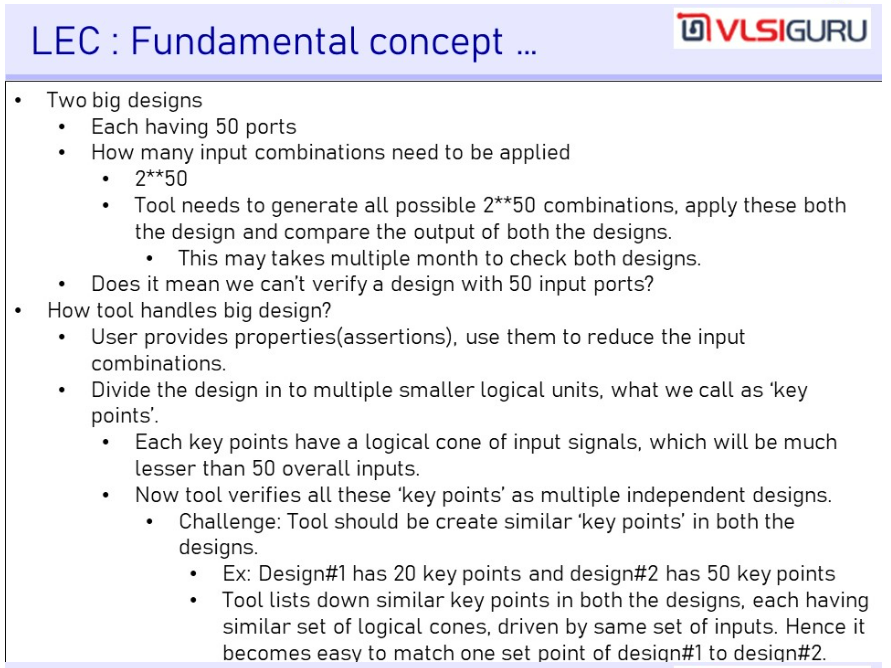 LEC : Fundamental concept ...
VLSIGURU
• Two big designs
• Each having 50 ports
• How many input combinations need to be applied
• 2**50
• Tool needs to generate all possible 2**50 combinations, apply these both
the design and compare the output of both the designs.
• This may takes multiple month to check both designs.
• Does it mean we can't verify a design with 50 input ports?
• How tool handles big design?
• User provides properties(assertions), use them to reduce the input
combinations.
• Divide the design in to multiple smaller logical units, what we call as 'key
points'.
• Each key points have a logical cone of input signals, which will be much
lesser than 50 overall inputs.
• Now tool verifies all these 'key points' as multiple independent designs.
• Challenge: Tool should be create similar 'key points' in both the
designs.
• Ex: Design#1 has 20 key points and design#2 has 50 key points
• Tool lists down similar key points in both the designs, each having
similar set of logical cones, driven by same set of inputs. Hence it
becomes easy to match one set point of design#1 to design#2.